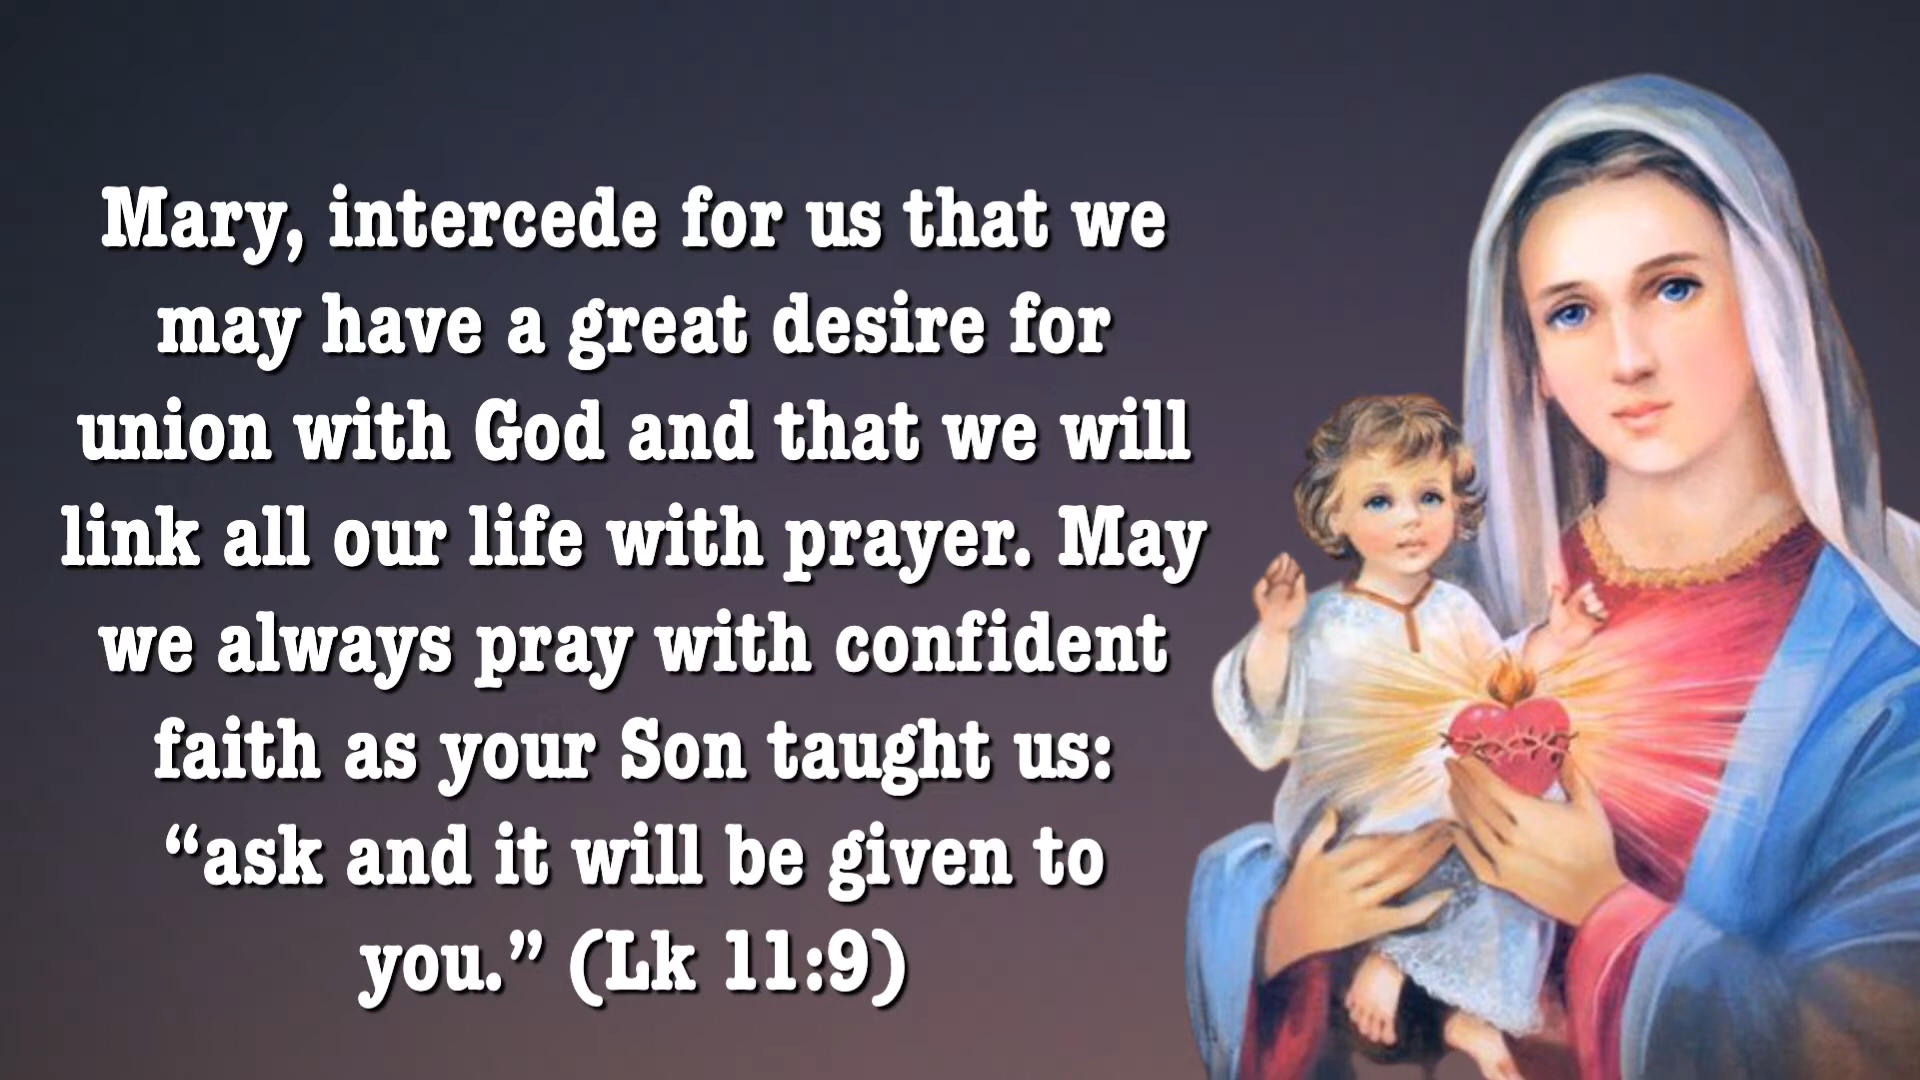 Mary, intercede for us that we
may have a great desire for
union with God and that we will
link all our life with prayer. May
we always pray with confident
faith as your Son taught us:
“ask and it will be given to
you.” (Lk 11:9)